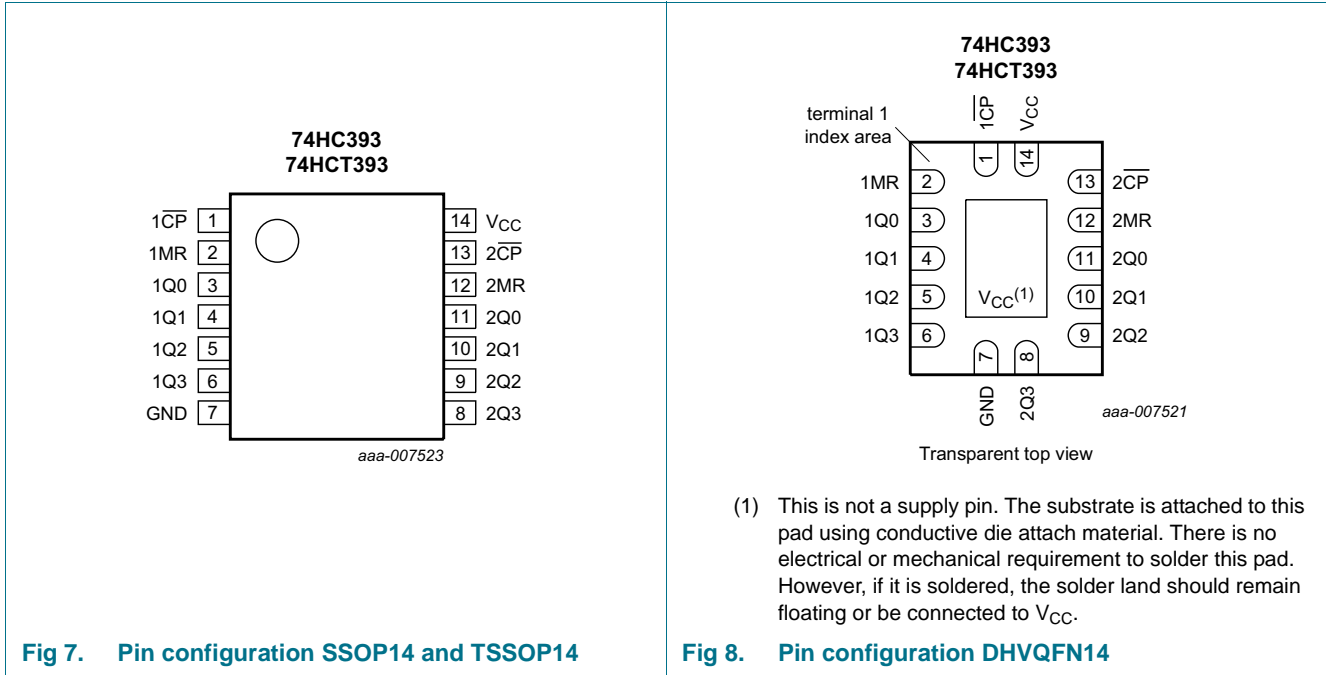 74HC393
74HCT393
1C̅P̅ 1
1MR 2
1Q0 3
1Q1 4
1Q2 5
1Q3 6
GND 7
14 VCC
13 2C̅P̅
12 2MR
11 2Q0
10 2Q1
9 2Q2
8 2Q3
aaa-007523
Fig 7. Pin configuration SSOP14 and TSSOP14
74HC393
74HCT393
terminal 1
index area
1̅CP
VCC
1
14
1MR 2
1Q0 3
1Q1 4
1Q2 5
1Q3 6
13 2C̅P̅
12 2MR
11 2Q0
10 2Q1
9 2Q2
VCC(1)
7
8
GND
2Q3
aaa-007521
Transparent top view
(1) This is not a supply pin. The substrate is attached to this
pad using conductive die attach material. There is no
electrical or mechanical requirement to solder this pad.
However, if it is soldered, the solder land should remain
floating or be connected to VCC.
Fig 8. Pin configuration DHVQFN14